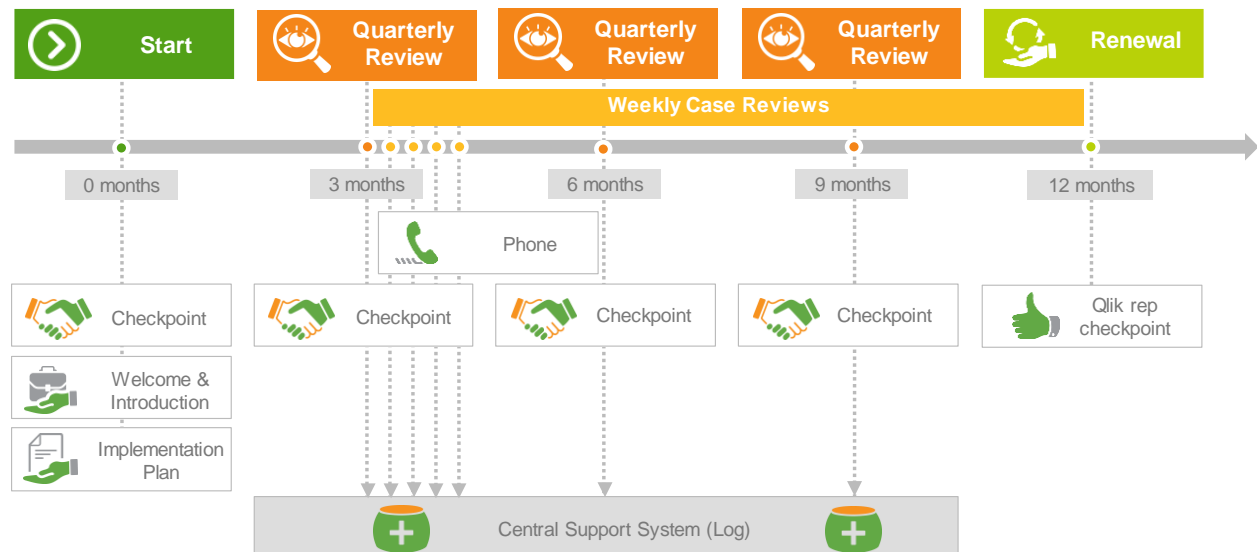 Start
Quarterly
Review
Quarterly
Review
Quarterly
Review
Renewal
Weekly Case Reviews
0 months
3 months
6 months
9 months
12 months
Phone
Checkpoint
Checkpoint
Checkpoint
Checkpoint
Qlik rep
checkpoint
Welcome &
Introduction
Implementation
Plan
Central Support System (Log)